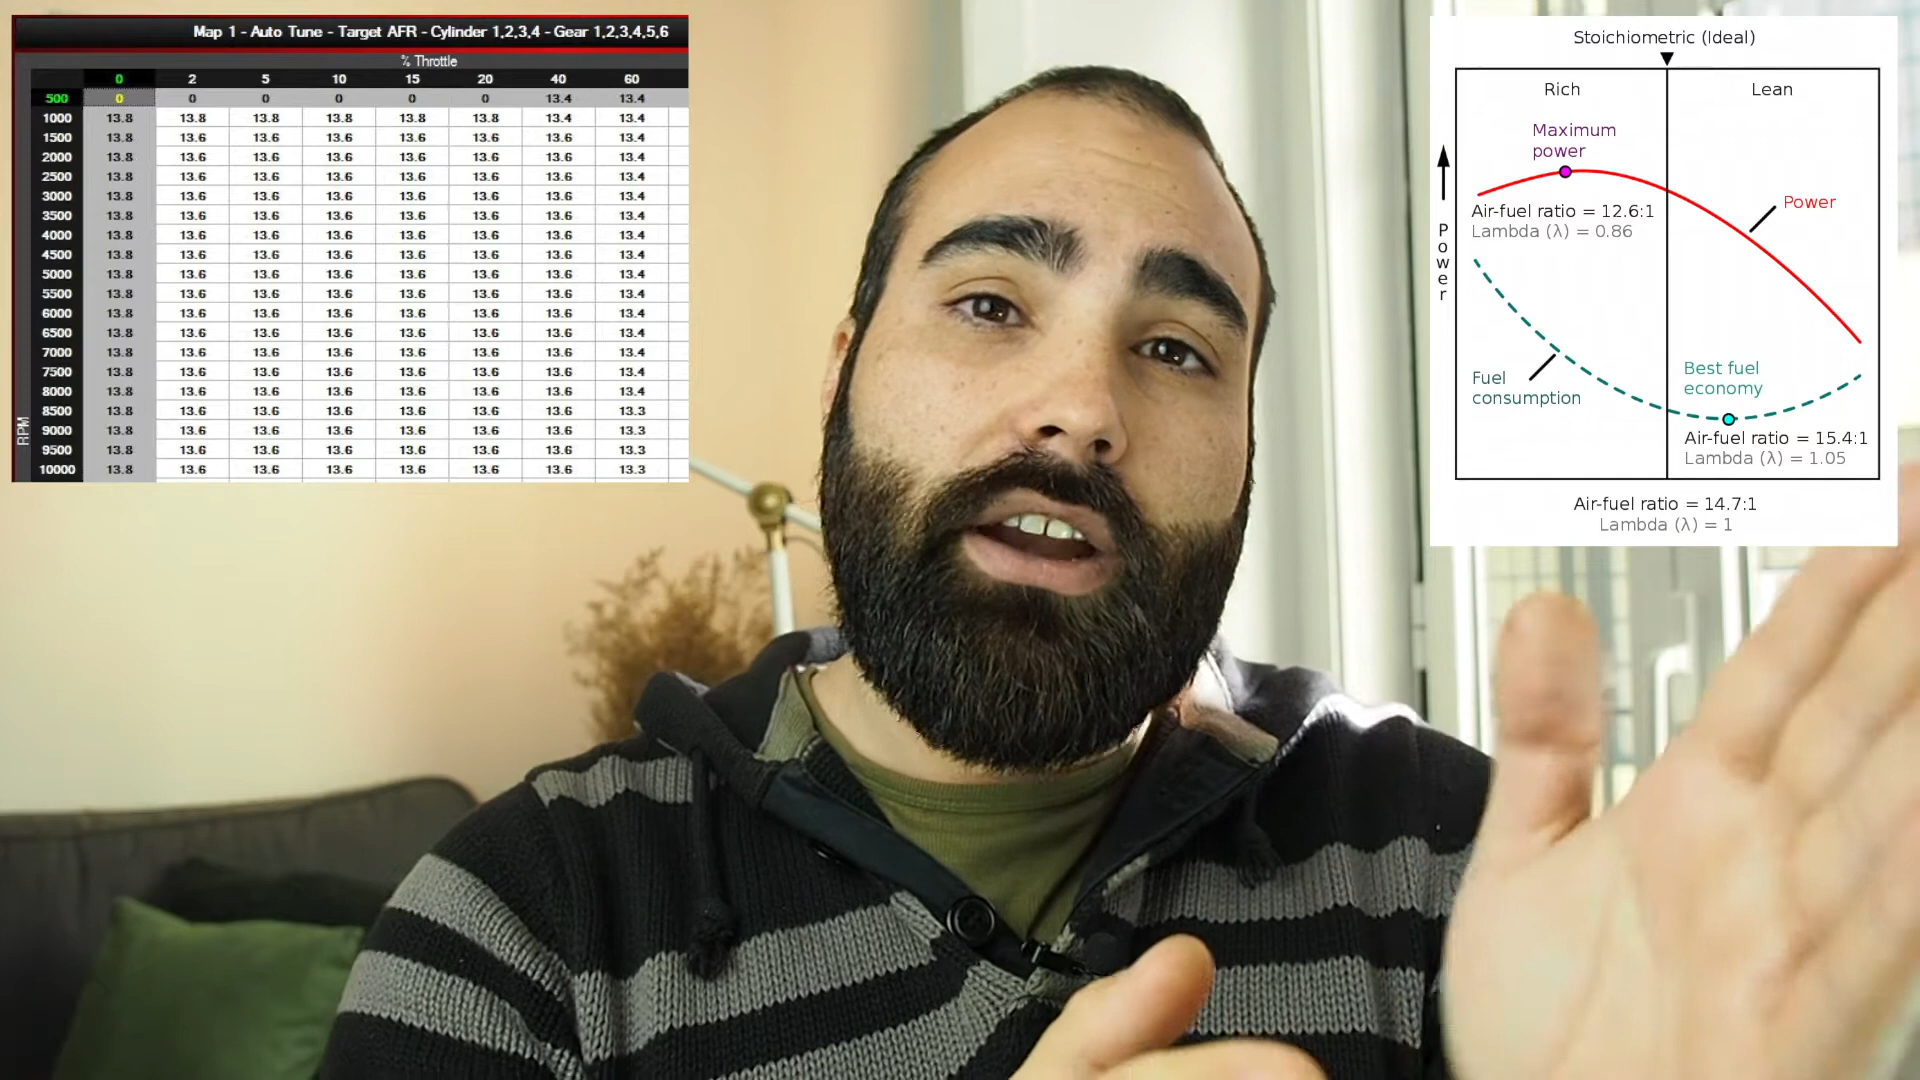 Map 1 - Auto Tune - Target AFR - Cylinder 1,2,3,4 - Gear 1,2,3,4,5,6
% Throttle
0 2 5 10 15 20 40 60
500 0 0 0 0 0 0 13.4 13.4
1000 13.8 13.8 13.8 13.8 13.8 13.8 13.4 13.4
1500 13.8 13.6 13.6 13.6 13.6 13.6 13.6 13.4
2000 13.8 13.6 13.6 13.6 13.6 13.6 13.6 13.4
2500 13.8 13.6 13.6 13.6 13.6 13.6 13.6 13.4
3000 13.8 13.6 13.6 13.6 13.6 13.6 13.6 13.4
3500 13.8 13.6 13.6 13.6 13.6 13.6 13.6 13.4
4000 13.8 13.6 13.6 13.6 13.6 13.6 13.6 13.4
4500 13.8 13.6 13.6 13.6 13.6 13.6 13.6 13.4
5000 13.8 13.6 13.6 13.6 13.6 13.6 13.6 13.4
5500 13.8 13.6 13.6 13.6 13.6 13.6 13.6 13.4
6000 13.8 13.6 13.6 13.6 13.6 13.6 13.6 13.4
6500 13.8 13.6 13.6 13.6 13.6 13.6 13.6 13.4
7000 13.8 13.6 13.6 13.6 13.6 13.6 13.6 13.4
7500 13.8 13.6 13.6 13.6 13.6 13.6 13.6 13.4
8000 13.8 13.6 13.6 13.6 13.6 13.6 13.6 13.4
8500 13.8 13.6 13.6 13.6 13.6 13.6 13.6 13.3
9000 13.8 13.6 13.6 13.6 13.6 13.6 13.6 13.3
9500 13.8 13.6 13.6 13.6 13.6 13.6 13.6 13.3
10000 13.8 13.6 13.6 13.6 13.6 13.6 13.6 13.3
RPM
Stoichiometric (Ideal)
Rich
Lean
Maximum
power
Power
Air-fuel ratio = 12.6:1
Lambda (λ) = 0.86
Power
Fuel
consumption
Best fuel
economy
Air-fuel ratio = 15.4:1
Lambda (λ) = 1.05
Air-fuel ratio = 14.7:1
Lambda (λ) = 1